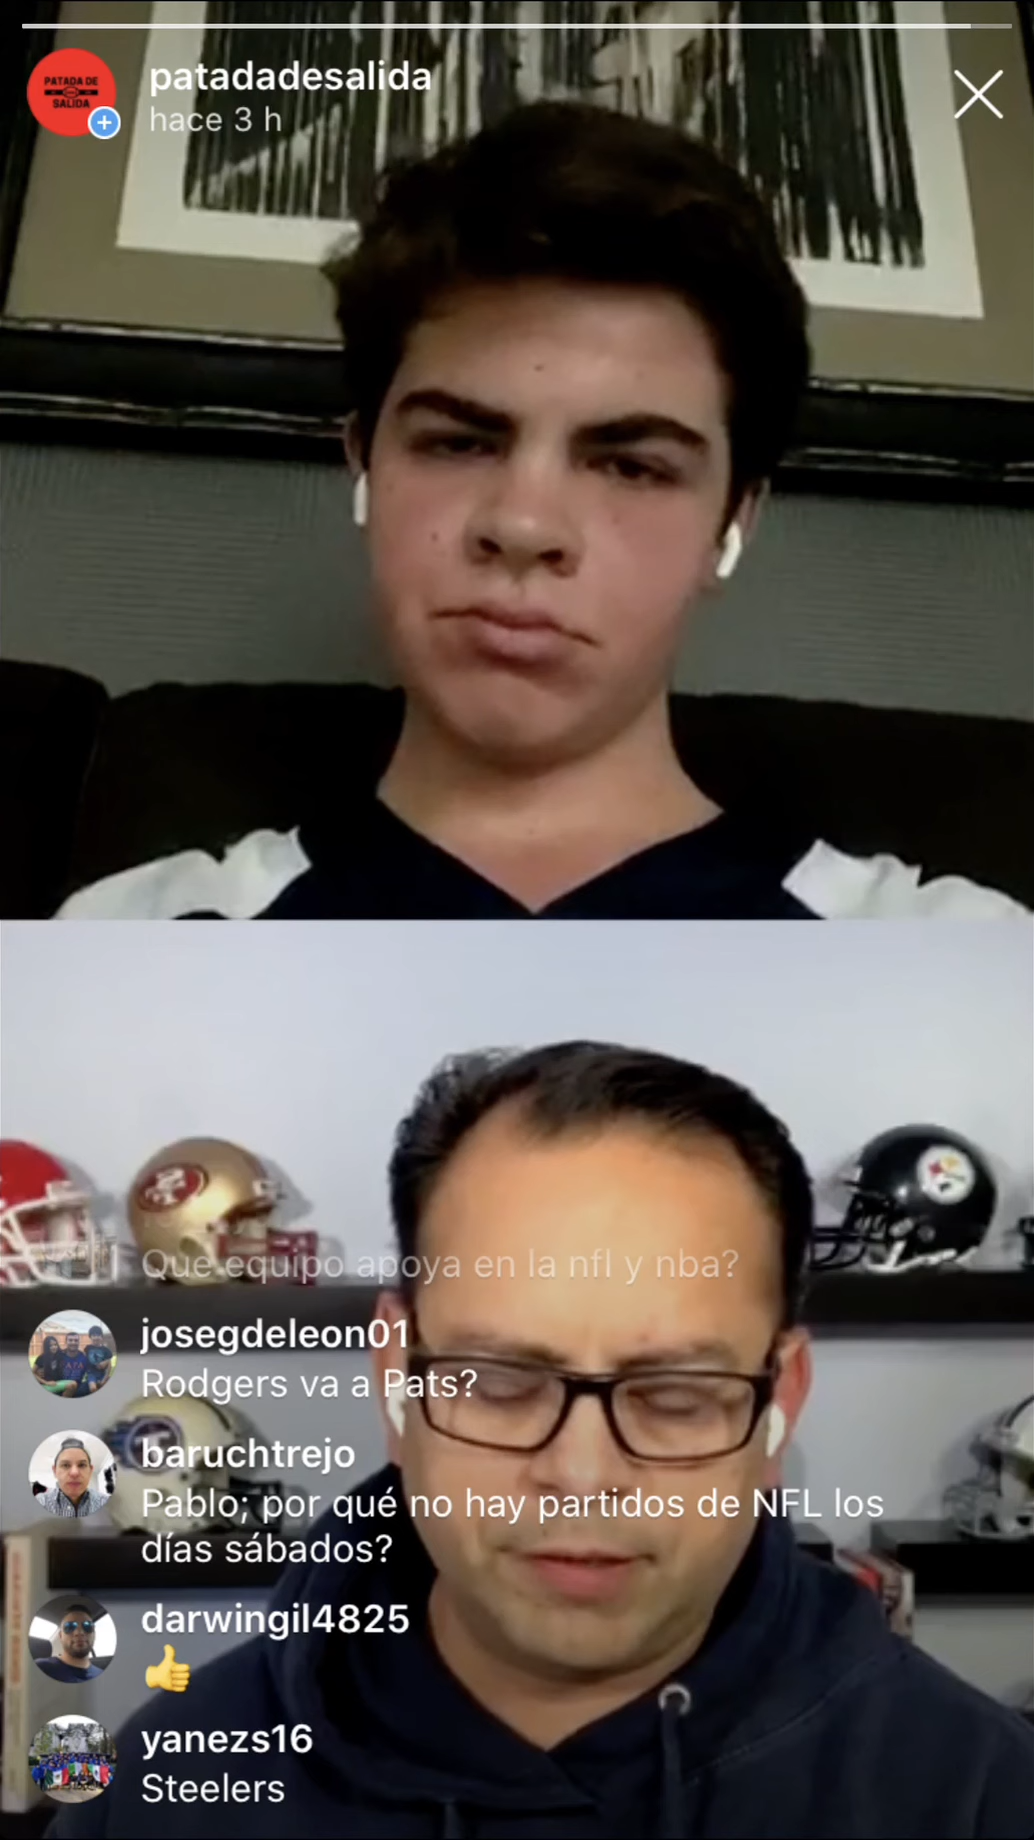 PATADA DE
SALIDA
patadadesalida
hace 3 h
Que equipo apoya en la nfl y nba?
josegdeleon01
Rodgers va a Pats?
baruchtrejo
Pablo; por qué no hay partidos de NFL los
días sábados?
darwingil4825
👍
yanezs16
Steelers